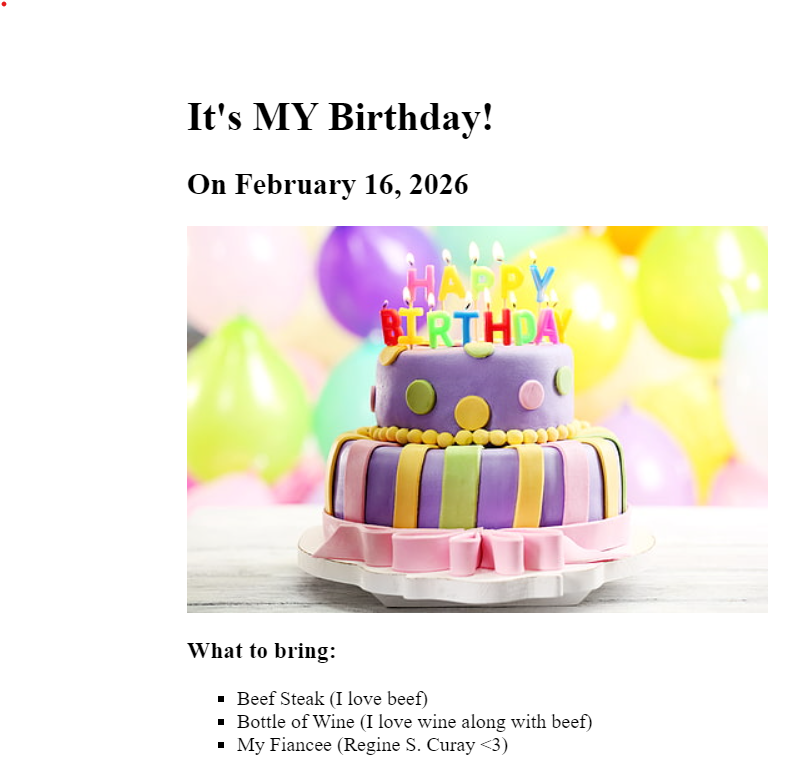 It's MY Birthday!
On February 16, 2026
HAPPY
BIRTHDAY
What to bring:
Beef Steak (I love beef)
Bottle of Wine (I love wine along with beef)
My Fiancee (Regine S. Curay <3)